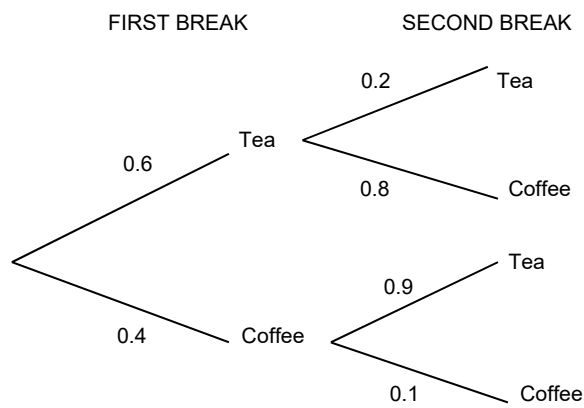 FIRST BREAK SECOND BREAK
0.2
Tea
Tea
0.6
0.8
Coffee
Tea
0.9
0.4
Coffee
0.1
Coffee